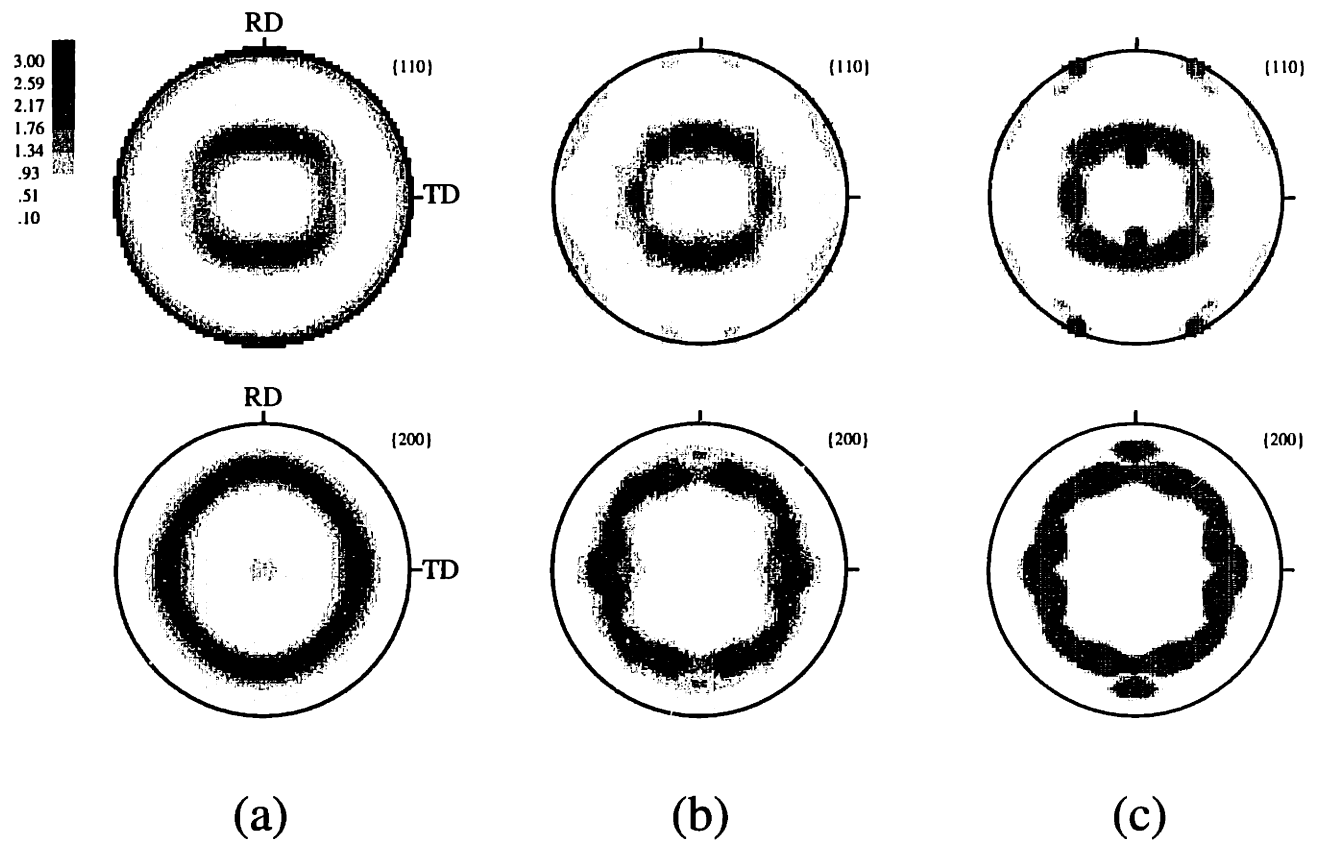 RD
{110}
{110}
{110}
3.00
2.59
2.17
1.76
1.34
.93
.51
.10
TD
RD
{200}
{200}
{200}
TD
(a)
(b)
(c)